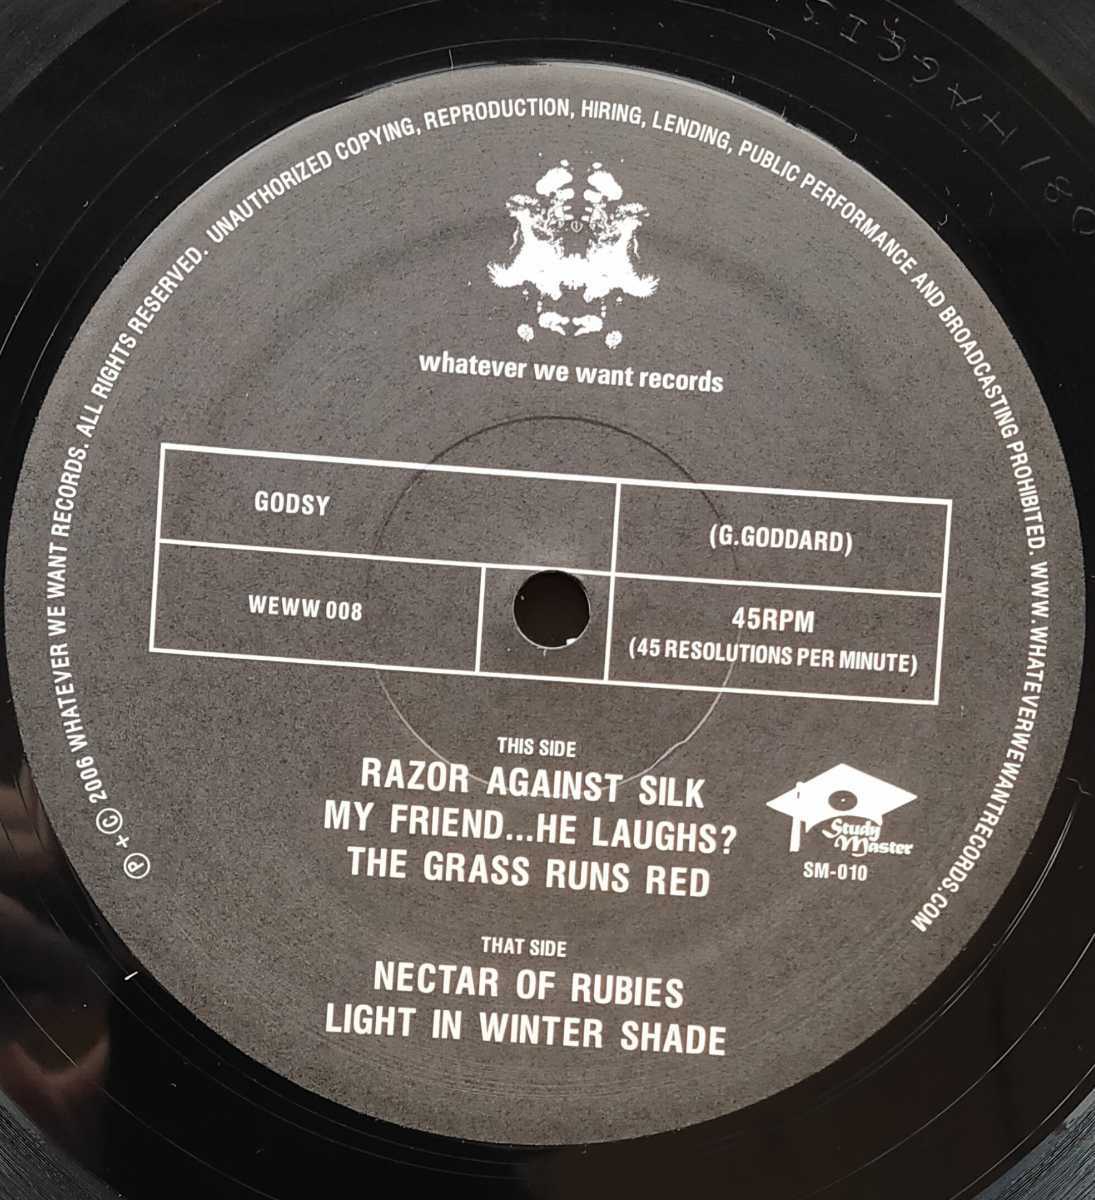 ℗ + © 2006 WHATEVER WE WANT RECORDS. ALL RIGHTS RESERVED. UNAUTHORIZED COPYING, REPRODUCTION, HIRING, LENDING, PUBLIC PERFORMANCE AND BROADCASTING PROHIBITED. WWW.WHATEVERWEWANTRECORDS.COM
whatever we want records
GODSY
(G.GODDARD)
WEWW 008
45RPM
(45 RESOLUTIONS PER MINUTE)
THIS SIDE
RAZOR AGAINST SILK
MY FRIEND...HE LAUGHS?
THE GRASS RUNS RED
Study
Master
SM-010
THAT SIDE
NECTAR OF RUBIES
LIGHT IN WINTER SHADE